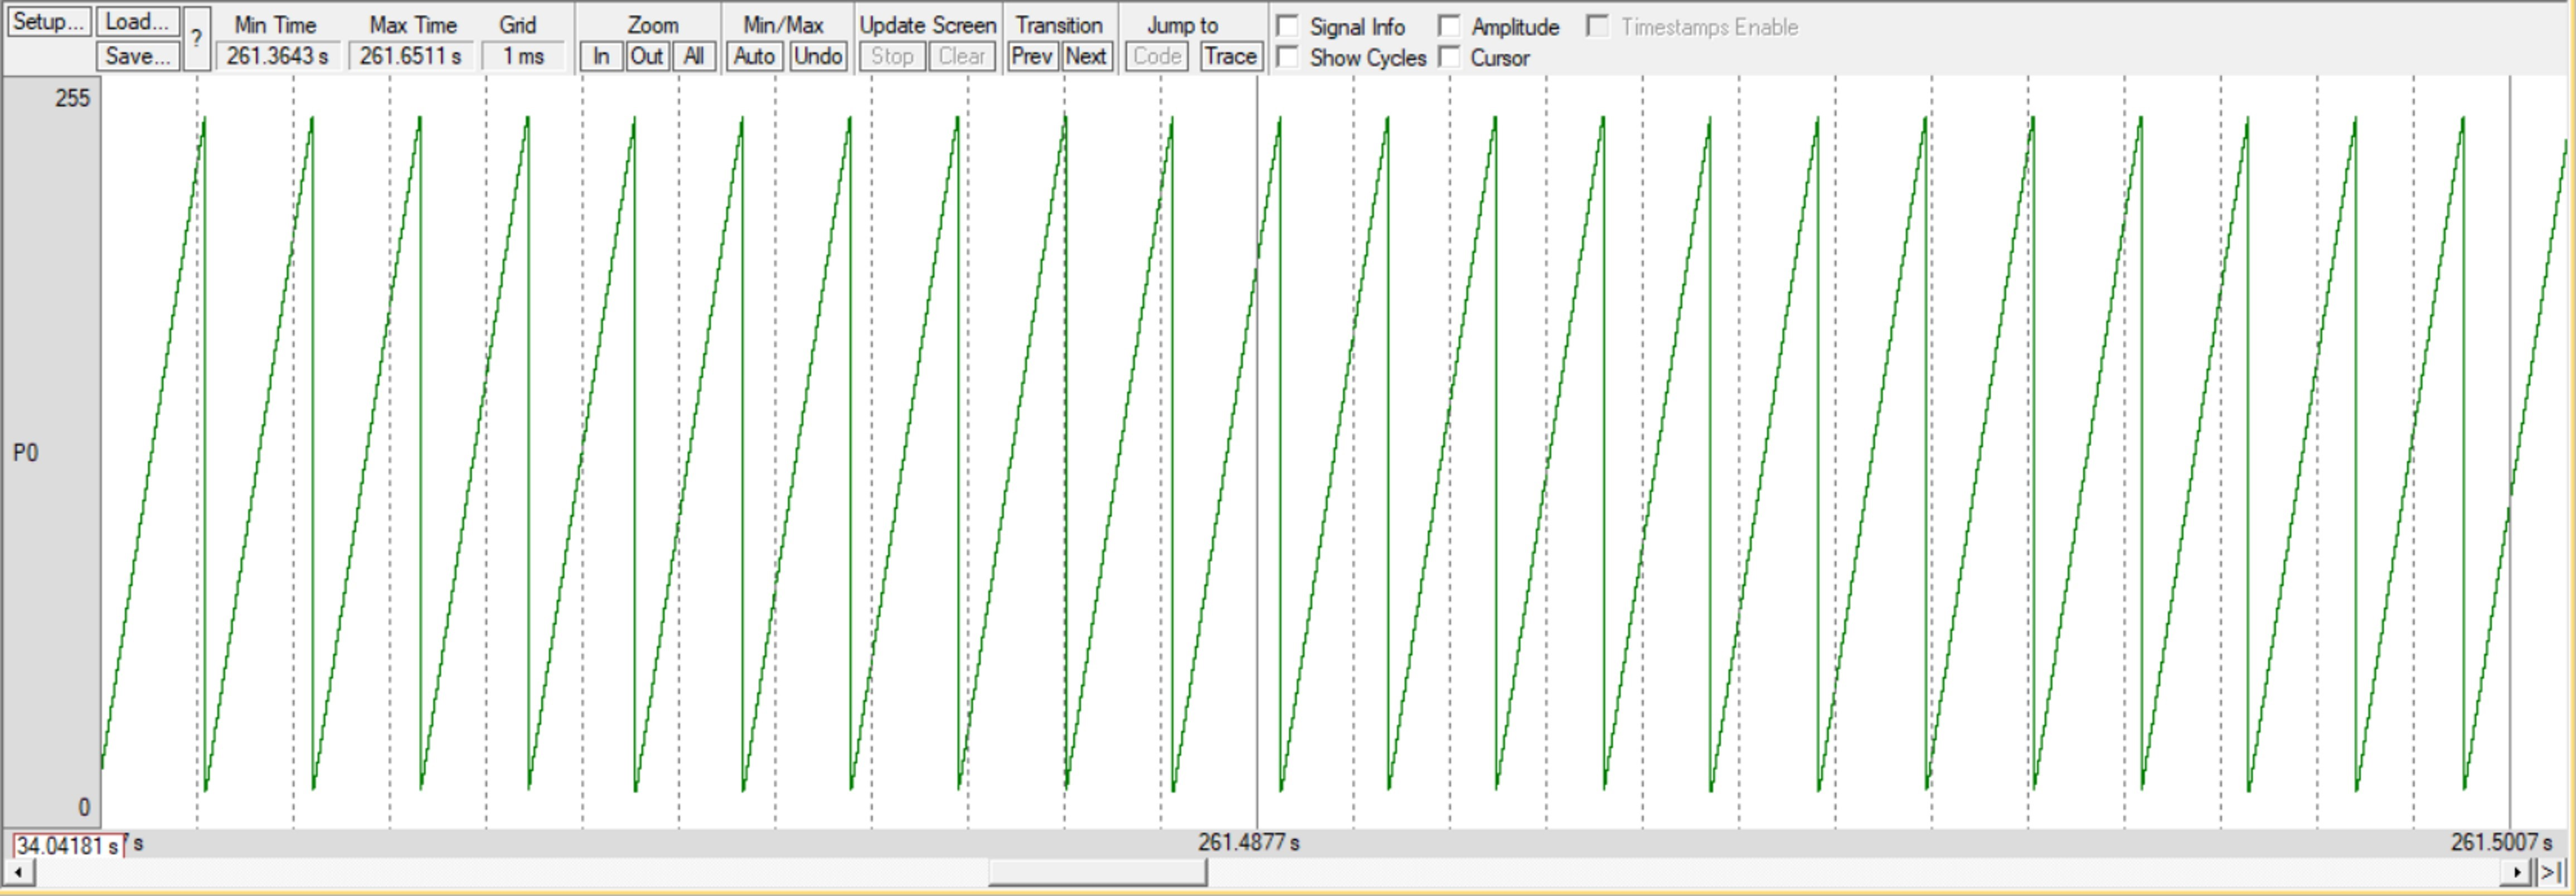 Setup... Load... ? Min Time Max Time Grid Zoom Min/Max Update Screen Transition Jump to Signal Info Amplitude Timestamps Enable
Save... 261.3643 s 261.6511 s 1 ms In Out All Auto Undo Stop Clear Prev Next Code Trace Show Cycles Cursor
255
P0
0
34.04181 s s 261.4877 s 261.5007 s
>|